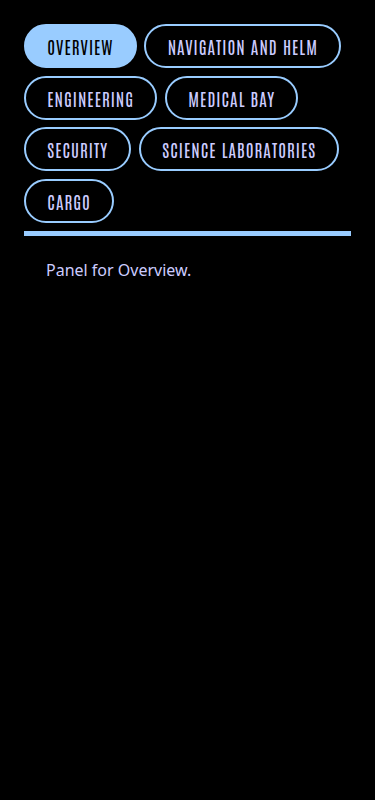 OVERVIEW NAVIGATION AND HELM
ENGINEERING MEDICAL BAY
SECURITY SCIENCE LABORATORIES
CARGO
Panel for Overview.